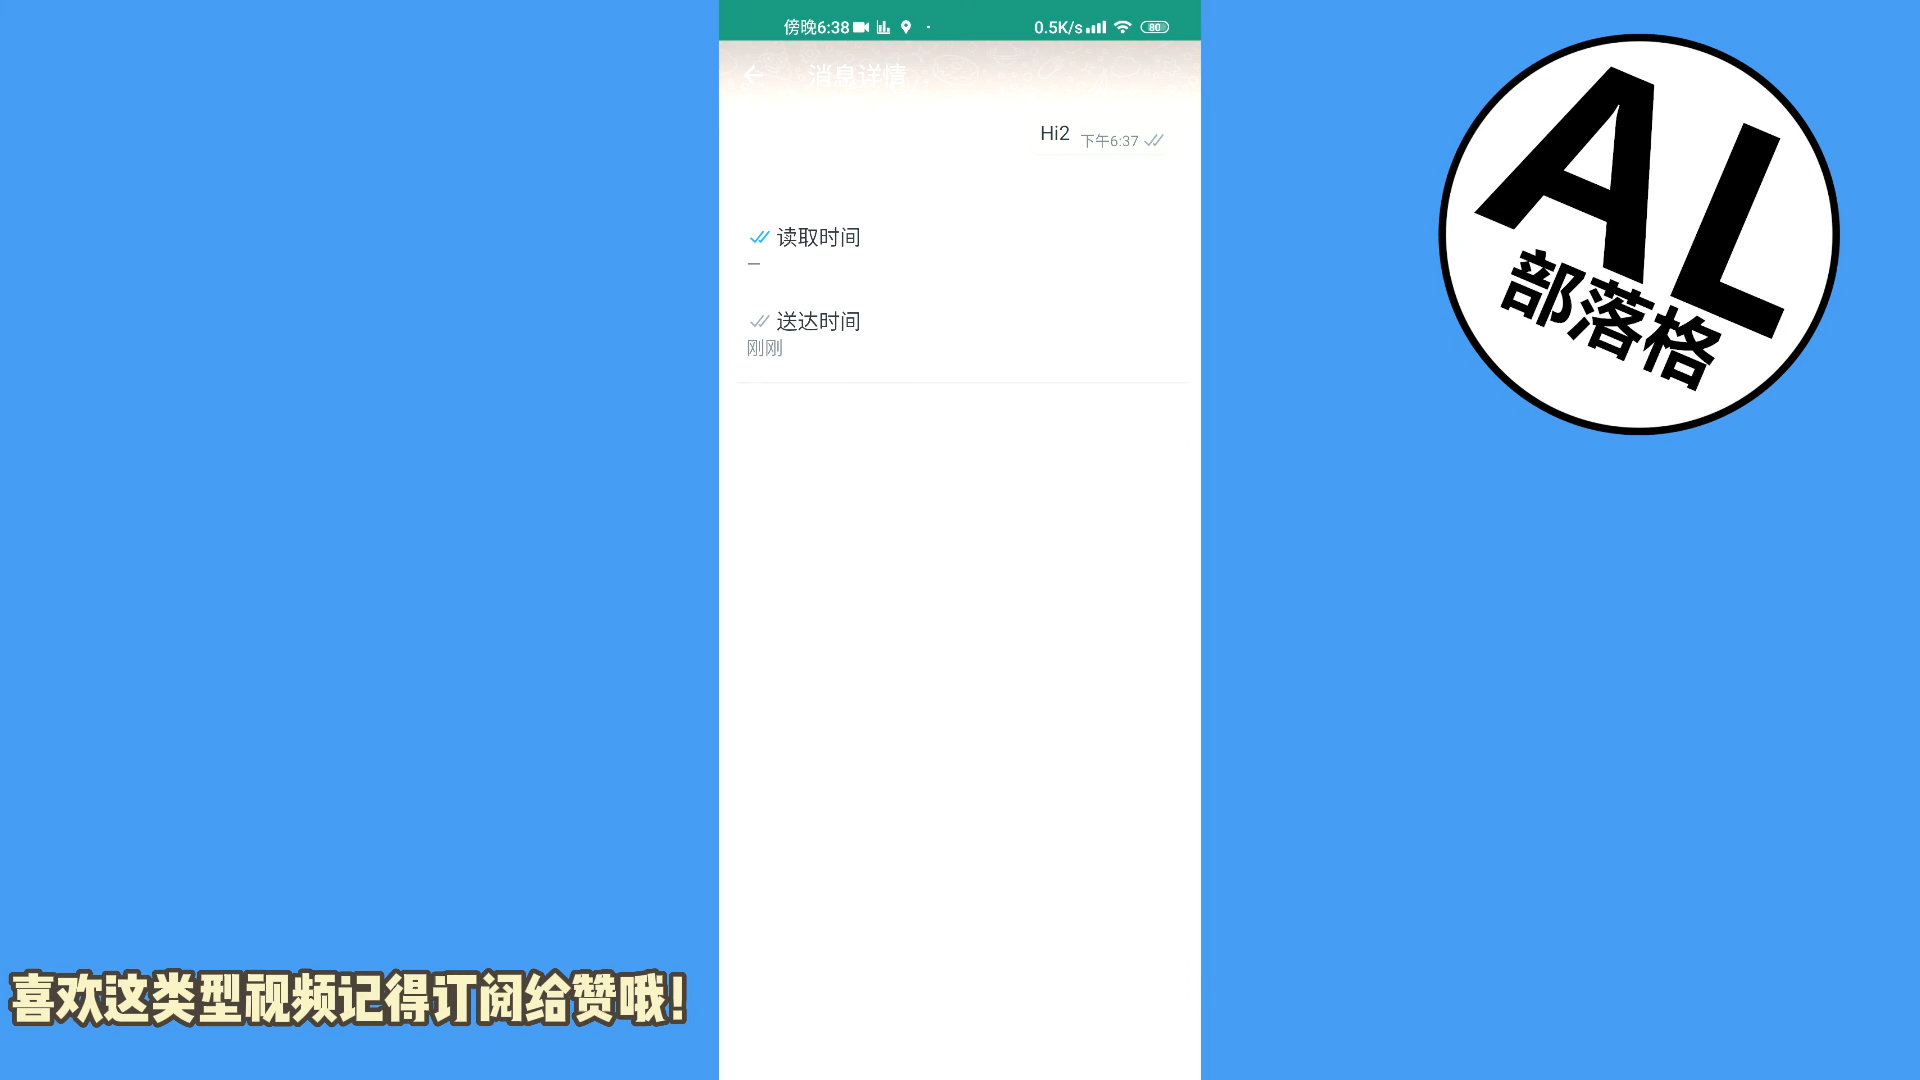 傍晚6:38
0.5K/s
80
消息详情
Hi2 下午6:37
读取时间
—
送达时间
刚刚
AL
部落格
喜欢这类型视频记得订阅给赞哦!